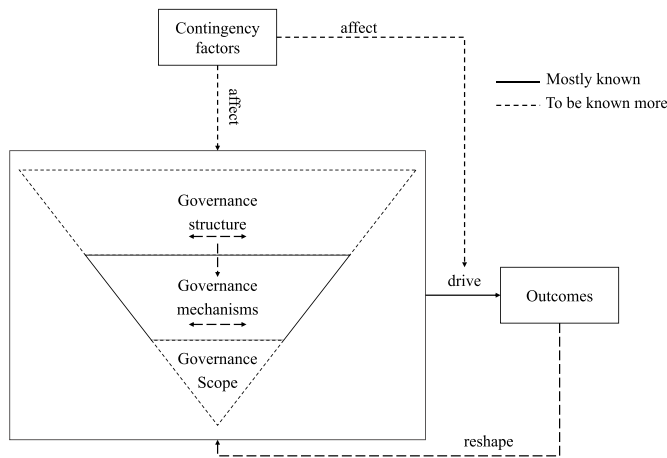 Contingency
factors
affect
affect
Mostly known
To be known more
Governance
structure
Governance
mechanisms
Governance
Scope
drive
Outcomes
reshape